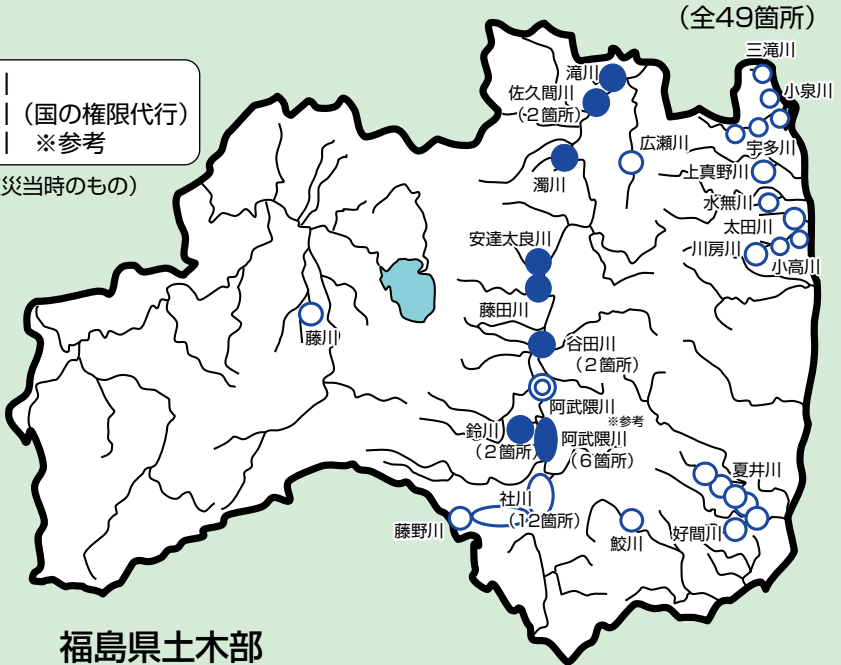 (全49箇所)
川
川(国の権限代行)
川 ※参考
災当時のもの)
三滝川
小泉川
宇多川
上真野川
水無川
太田川
川房川
小高川
滝川
佐久間川
(2箇所)
広瀬川
濁川
安達太良川
藤田川
谷田川
(2箇所)
阿武隈川
※参考
阿武隈川
(6箇所)
鈴川
(2箇所)
社川
(12箇所)
藤野川
藤川
鮫川
夏井川
好間川
福島県土木部